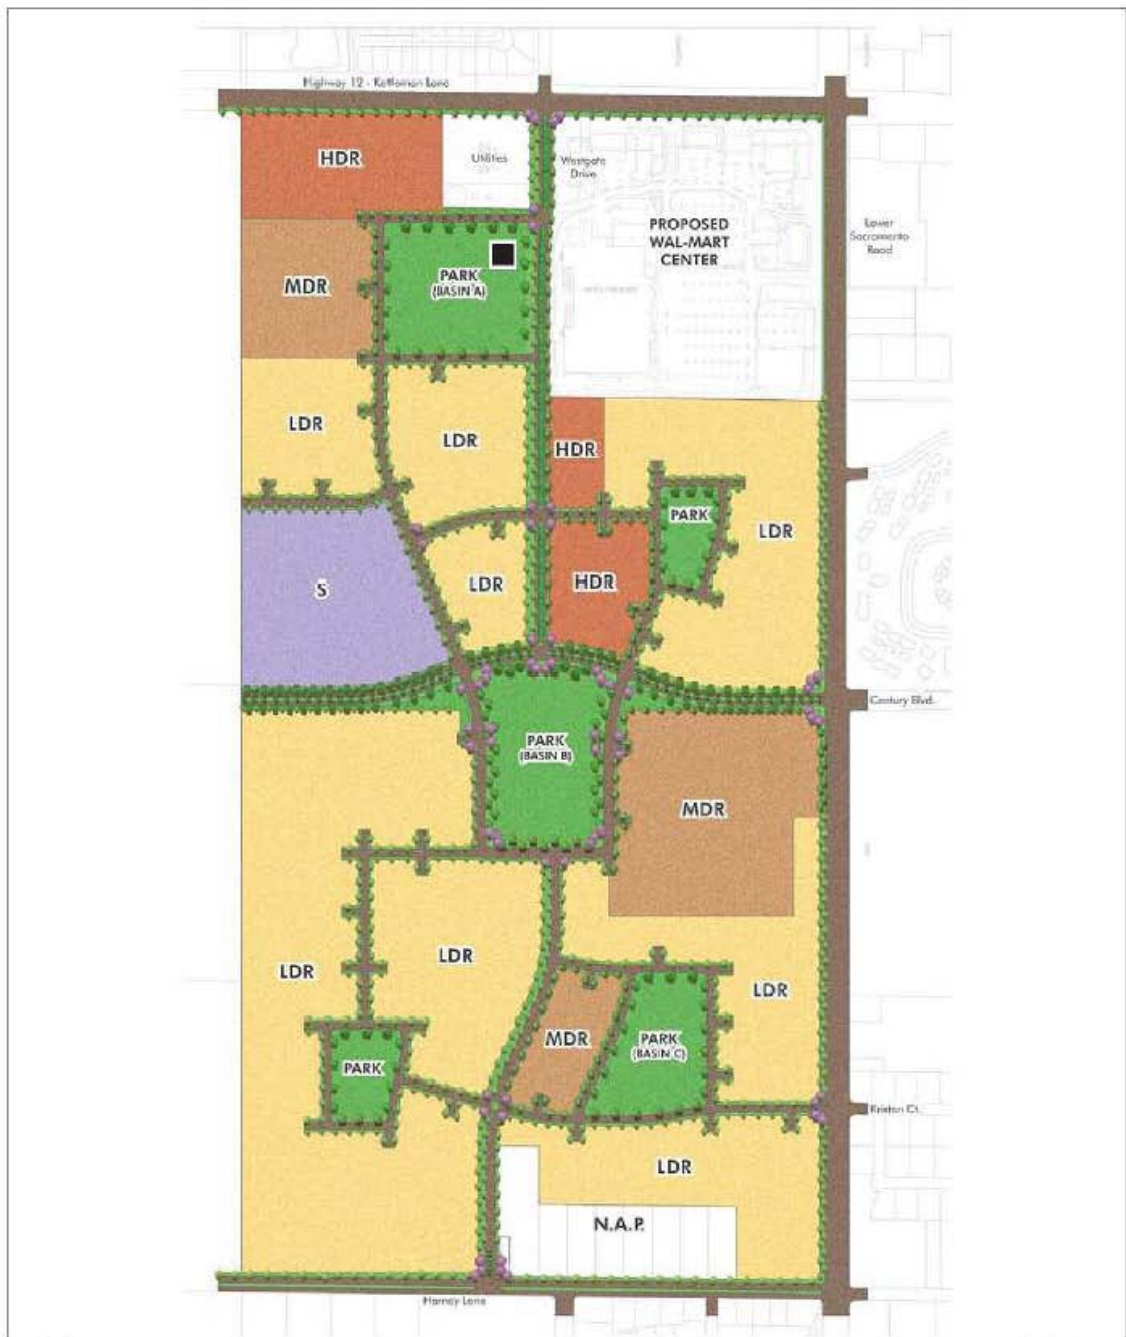 Highway 12 - Kettleman Lane
HDR
Utilities
Westgate
Drive
PROPOSED
WAL-MART
CENTER
Lower
Sacramento
Road
MDR
PARK
(BASIN A)
LDR
LDR
HDR
PARK
LDR
S
LDR
HDR
Century Blvd.
PARK
(BASIN B)
MDR
LDR
LDR
LDR
MDR
PARK
(BASIN C)
PARK
Kristen Ct.
LDR
N.A.P.
Harney Lane